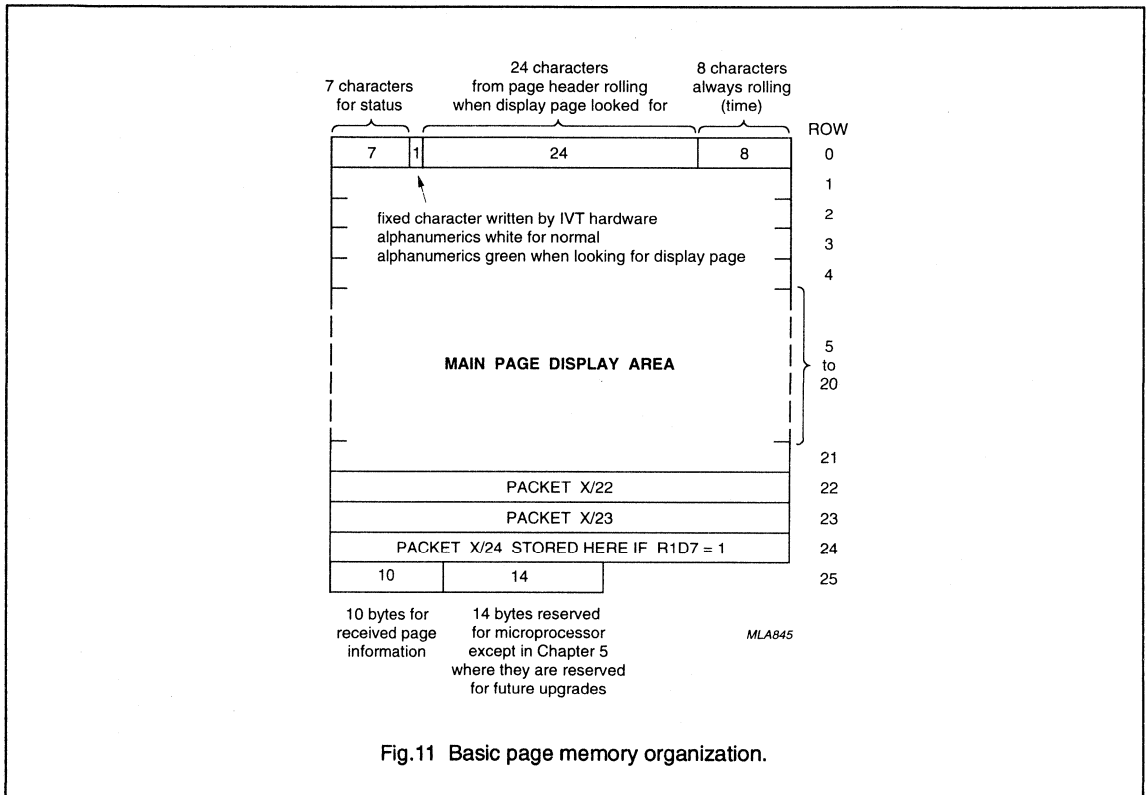 7 characters
for status
24 characters
from page header rolling
when display page looked for
8 characters
always rolling
(time)
ROW
7 1 24 8 0
1
fixed character written by IVT hardware 2
alphanumerics white for normal 3
alphanumerics green when looking for display page
4
5
MAIN PAGE DISPLAY AREA to
20
21
PACKET X/22 22
PACKET X/23 23
PACKET X/24 STORED HERE IF R1D7 = 1 24
10 14 25
10 bytes for
received page
information
14 bytes reserved
for microprocessor
except in Chapter 5
where they are reserved
for future upgrades
MLA845
Fig.11 Basic page memory organization.